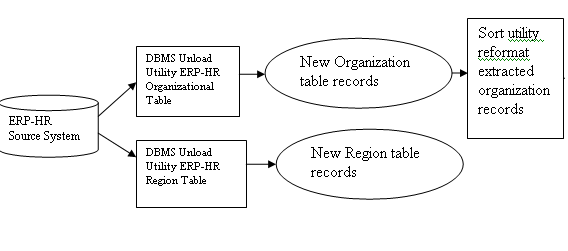 ERP-HR
Source System
DBMS Unload
Utility ERP-HR
Organizational
Table
DBMS Unload
Utility ERP-HR
Region Table
New Organization
table records
New Region table
records
Sort utility
reformat
extracted
organization
records